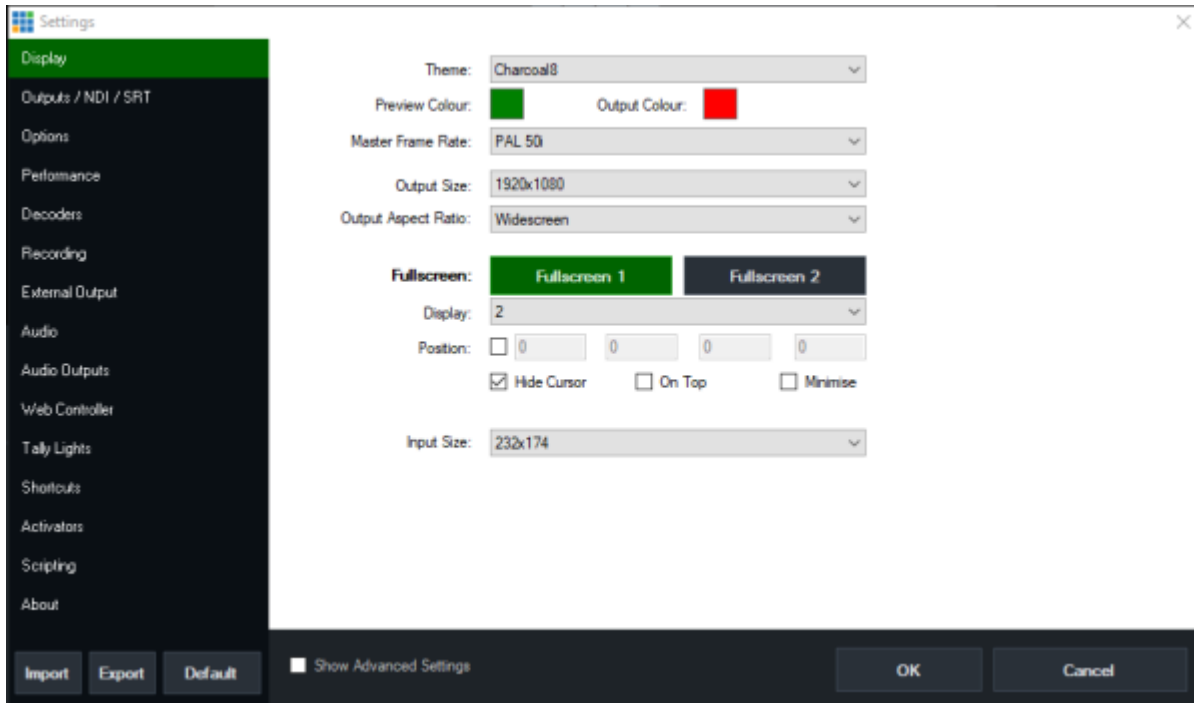 Settings
Display
Outputs / NDI / SRT
Options
Performance
Decoders
Recording
External Output
Audio
Audio Outputs
Web Controller
Tally Lights
Shortcuts
Activators
Scripting
About
Import Export Default
Theme: Charcoal8
Preview Colour: Output Colour:
Master Frame Rate: PAL 50i
Output Size: 1920x1080
Output Aspect Ratio: Widescreen
Fullscreen: Fullscreen 1 Fullscreen 2
Display: 2
Position: 0 0 0 0
Hide Cursor On Top Minimise
Input Size: 232x174
Show Advanced Settings OK Cancel